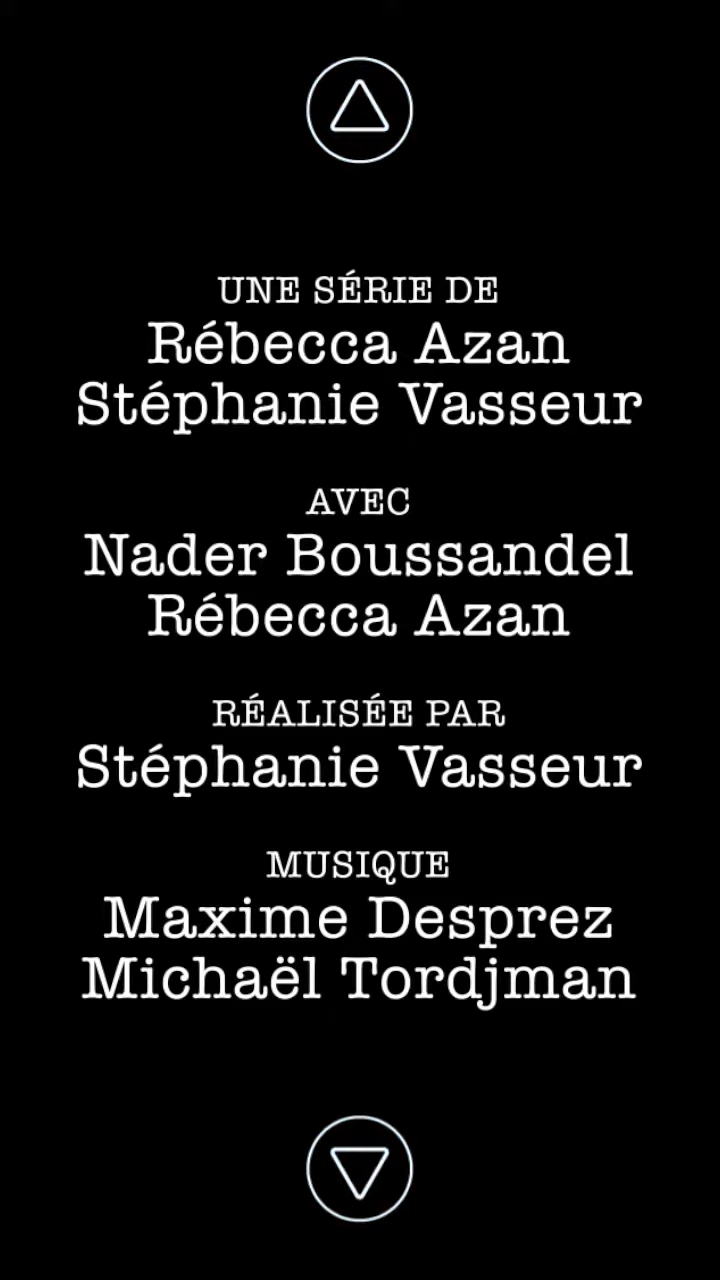 UNE SÉRIE DE
Rébecca Azan
Stéphanie Vasseur
AVEC
Nader Boussandel
Rébecca Azan
RÉALISÉE PAR
Stéphanie Vasseur
MUSIQUE
Maxime Desprez
Michaël Tordjman